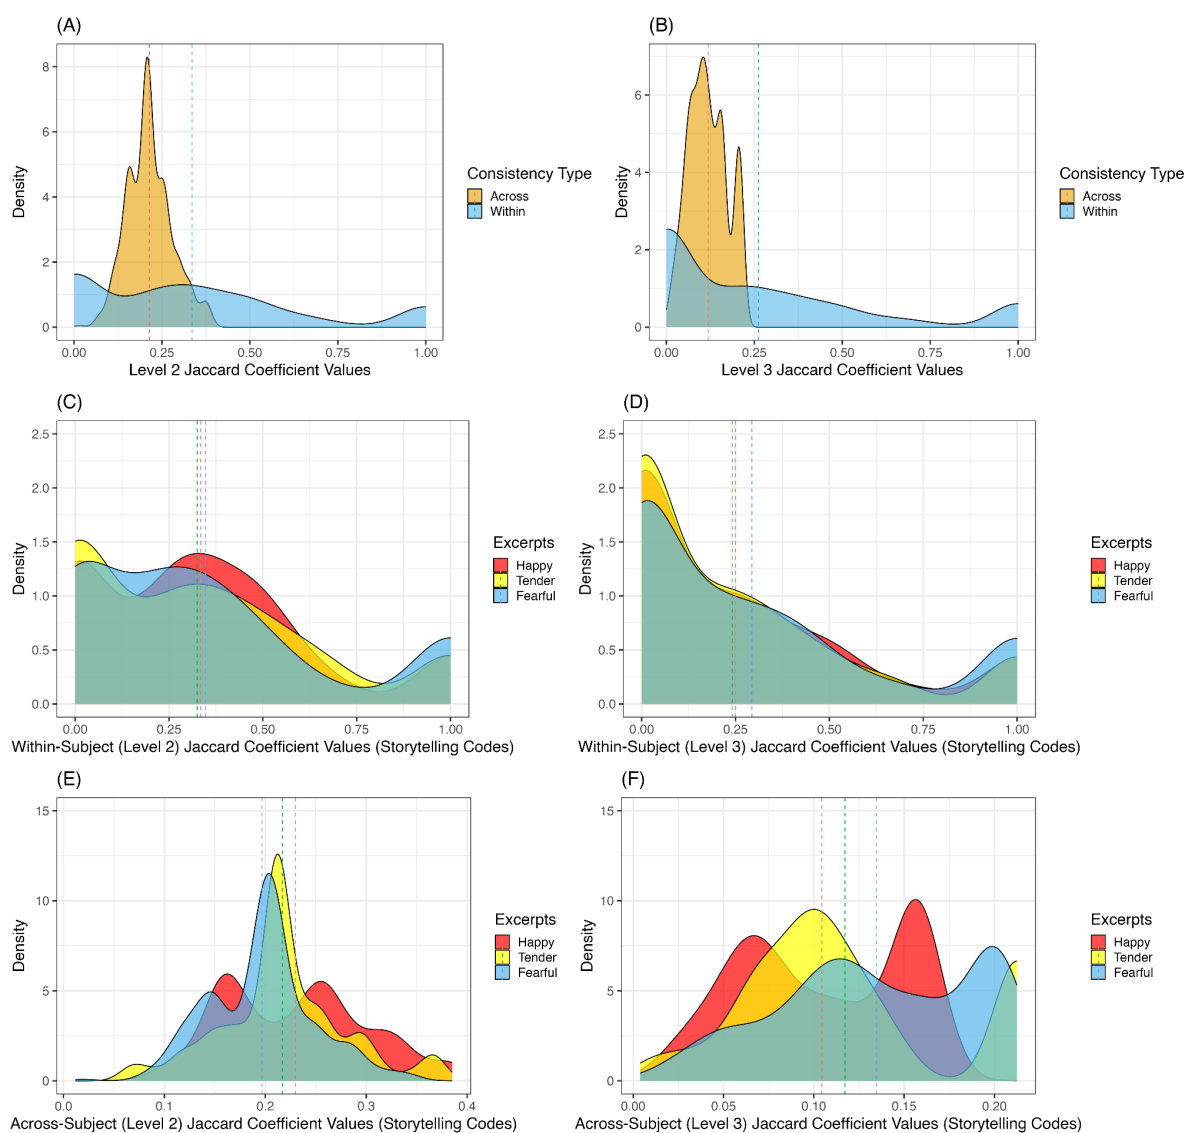 (A)
8
6
4
2
0
Density
0.00 0.25 0.50 0.75 1.00
Level 2 Jaccard Coefficient Values
Consistency Type
Across
Within
(B)
6
4
2
0
Density
0.00 0.25 0.50 0.75 1.00
Level 3 Jaccard Coefficient Values
Consistency Type
Across
Within
(C)
2.5
2.0
1.5
1.0
0.5
0.0
Density
0.00 0.25 0.50 0.75 1.00
Within-Subject (Level 2) Jaccard Coefficient Values (Storytelling Codes)
Excerpts
Happy
Tender
Fearful
(D)
2.5
2.0
1.5
1.0
0.5
0.0
Density
0.00 0.25 0.50 0.75 1.00
Within-Subject (Level 3) Jaccard Coefficient Values (Storytelling Codes)
Excerpts
Happy
Tender
Fearful
(E)
15
10
5
0
Density
0.0 0.1 0.2 0.3 0.4
Across-Subject (Level 2) Jaccard Coefficient Values (Storytelling Codes)
Excerpts
Happy
Tender
Fearful
(F)
15
10
5
0
Density
0.00 0.05 0.10 0.15 0.20
Across-Subject (Level 3) Jaccard Coefficient Values (Storytelling Codes)
Excerpts
Happy
Tender
Fearful